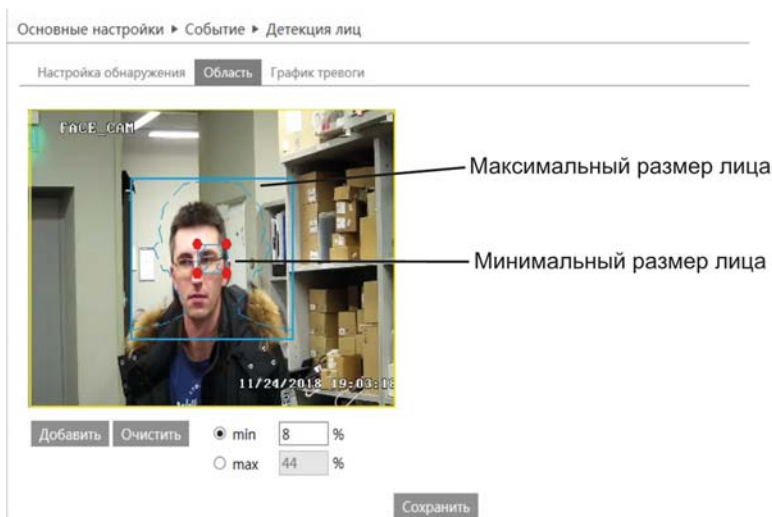 Основные настройки ▸ Событие ▸ Детекция лиц
Настройка обнаружения Область График тревоги
FACE_CAM
Максимальный размер лица
Минимальный размер лица
11/24/2018 19:03:18
Добавить Очистить min 8 %
max 44 %
Сохранить